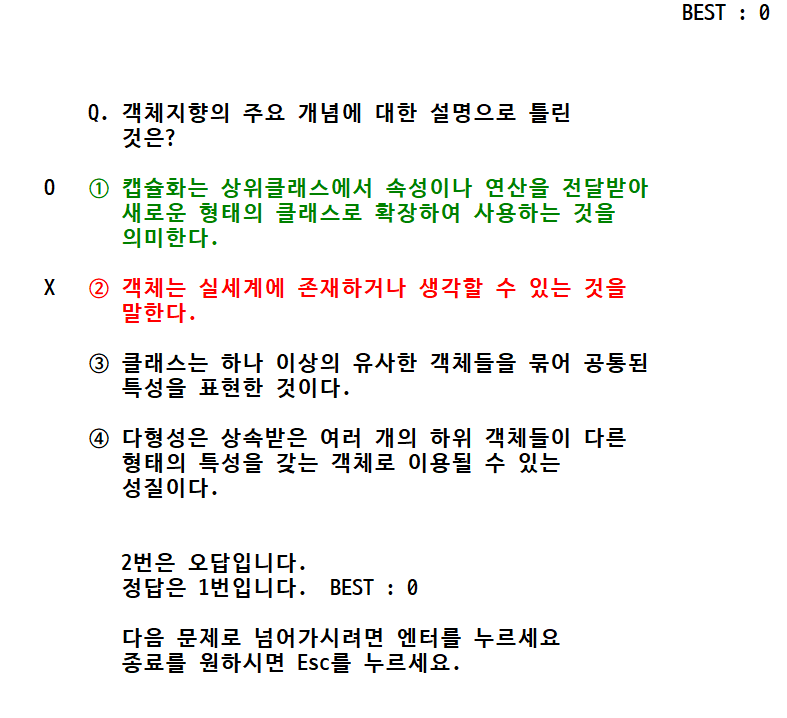 BEST : 0
Q. 객체지향의 주요 개념에 대한 설명으로 틀린
것은?
O ① 캡슐화는 상위클래스에서 속성이나 연산을 전달받아
새로운 형태의 클래스로 확장하여 사용하는 것을
의미한다.
X ② 객체는 실세계에 존재하거나 생각할 수 있는 것을
말한다.
③ 클래스는 하나 이상의 유사한 객체들을 묶어 공통된
특성을 표현한 것이다.
④ 다형성은 상속받은 여러 개의 하위 객체들이 다른
형태의 특성을 갖는 객체로 이용될 수 있는
성질이다.
2번은 오답입니다.
정답은 1번입니다. BEST : 0
다음 문제로 넘어가시려면 엔터를 누르세요
종료를 원하시면 Esc를 누르세요.